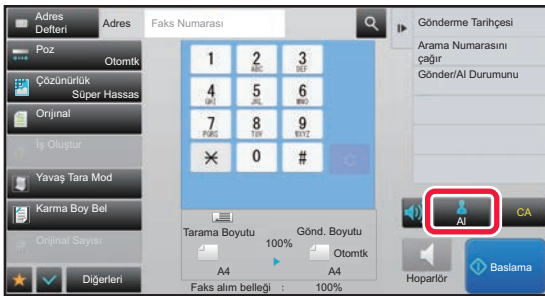 Adres
Defteri
Adres
Faks Numarası
Gönderme Tarihçesi
Poz
Otomtk
Arama Numarasını
çağır
Çözünürlük
Süper Hassas
Gönder/Al Durumunu
Orıjınal
İş Oluştur
Yavaş Tara Mod
Karma Boy Bel
Orijinal Sayısı
Diğerleri
1
2
ABC
3
DEF
4
GHI
5
JKL
6
MNO
7
PQRS
8
TUV
9
WXYZ
0
#
C
Tarama Boyutu
Gönd. Boyutu
100%
Otomtk
A4
A4
Faks alım belleği : 100%
Al
CA
Hoparlör
Baslama